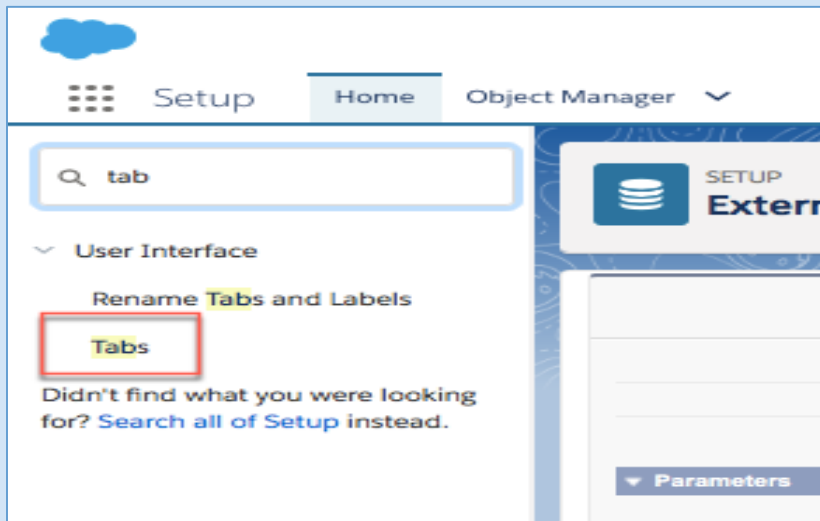 Setup Home Object Manager
tab
SETUP
User Interface
Rename Tabs and Labels
Tabs
Didn't find what you were looking
for? Search all of Setup instead.
Parameters